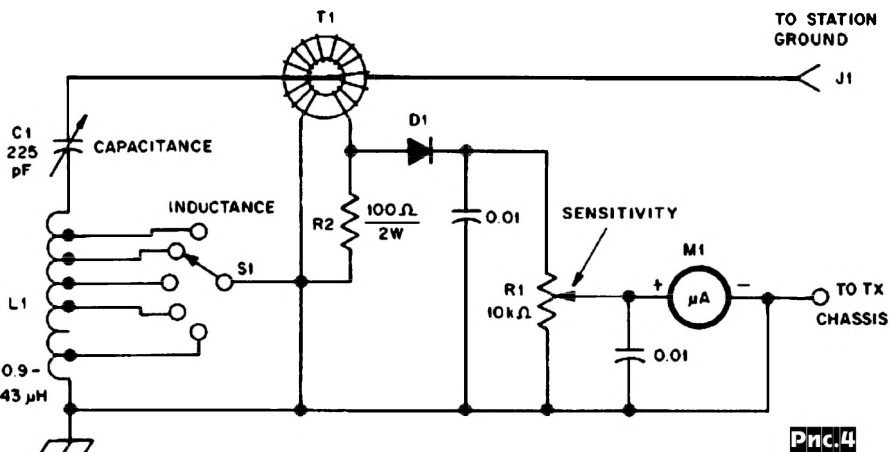 T1
TO STATION
GROUND
J1
C1
225
pF
CAPACITANCE
D1
INDUCTANCE
R2
100Ω
2W
0.01
SENSITIVITY
S1
M1
L1
R1
10kΩ
+
µA
-
TO TX
CHASSIS
0.01
0.9-
43 µH
Рис.4